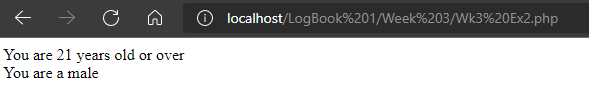 localhost/LogBook%201/Week%203/Wk3%20Ex2.php
You are 21 years old or over
You are a male